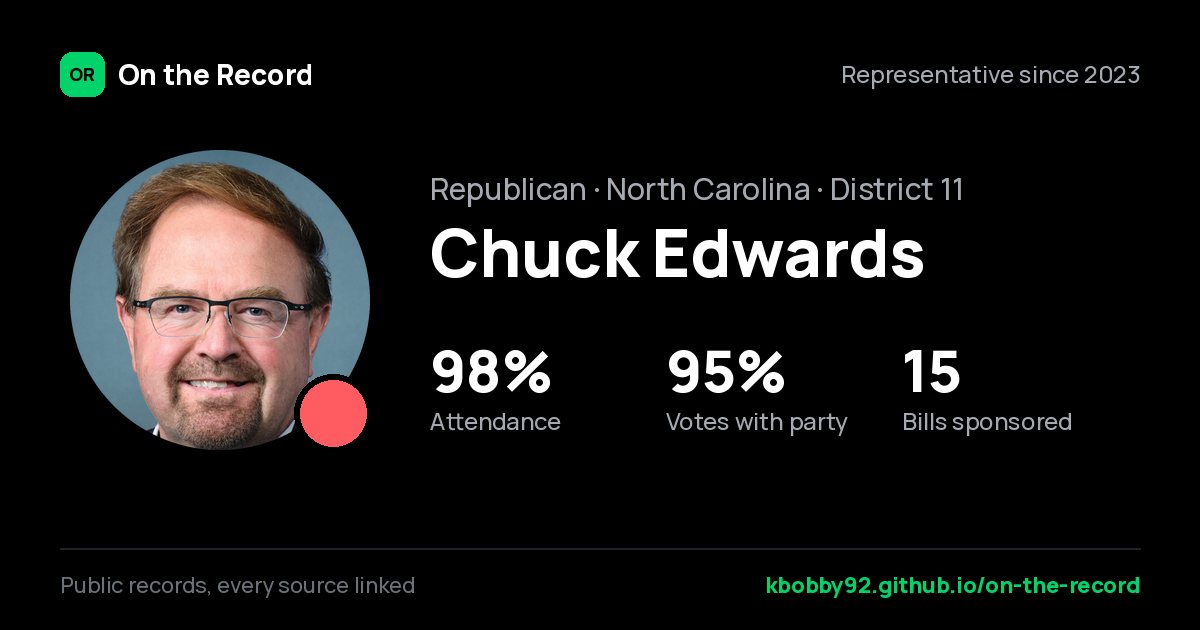 OR On the Record
Representative since 2023
Republican · North Carolina · District 11
Chuck Edwards
98% 95% 15
Attendance Votes with party Bills sponsored
Public records, every source linked
kbobby92.github.io/on-the-record